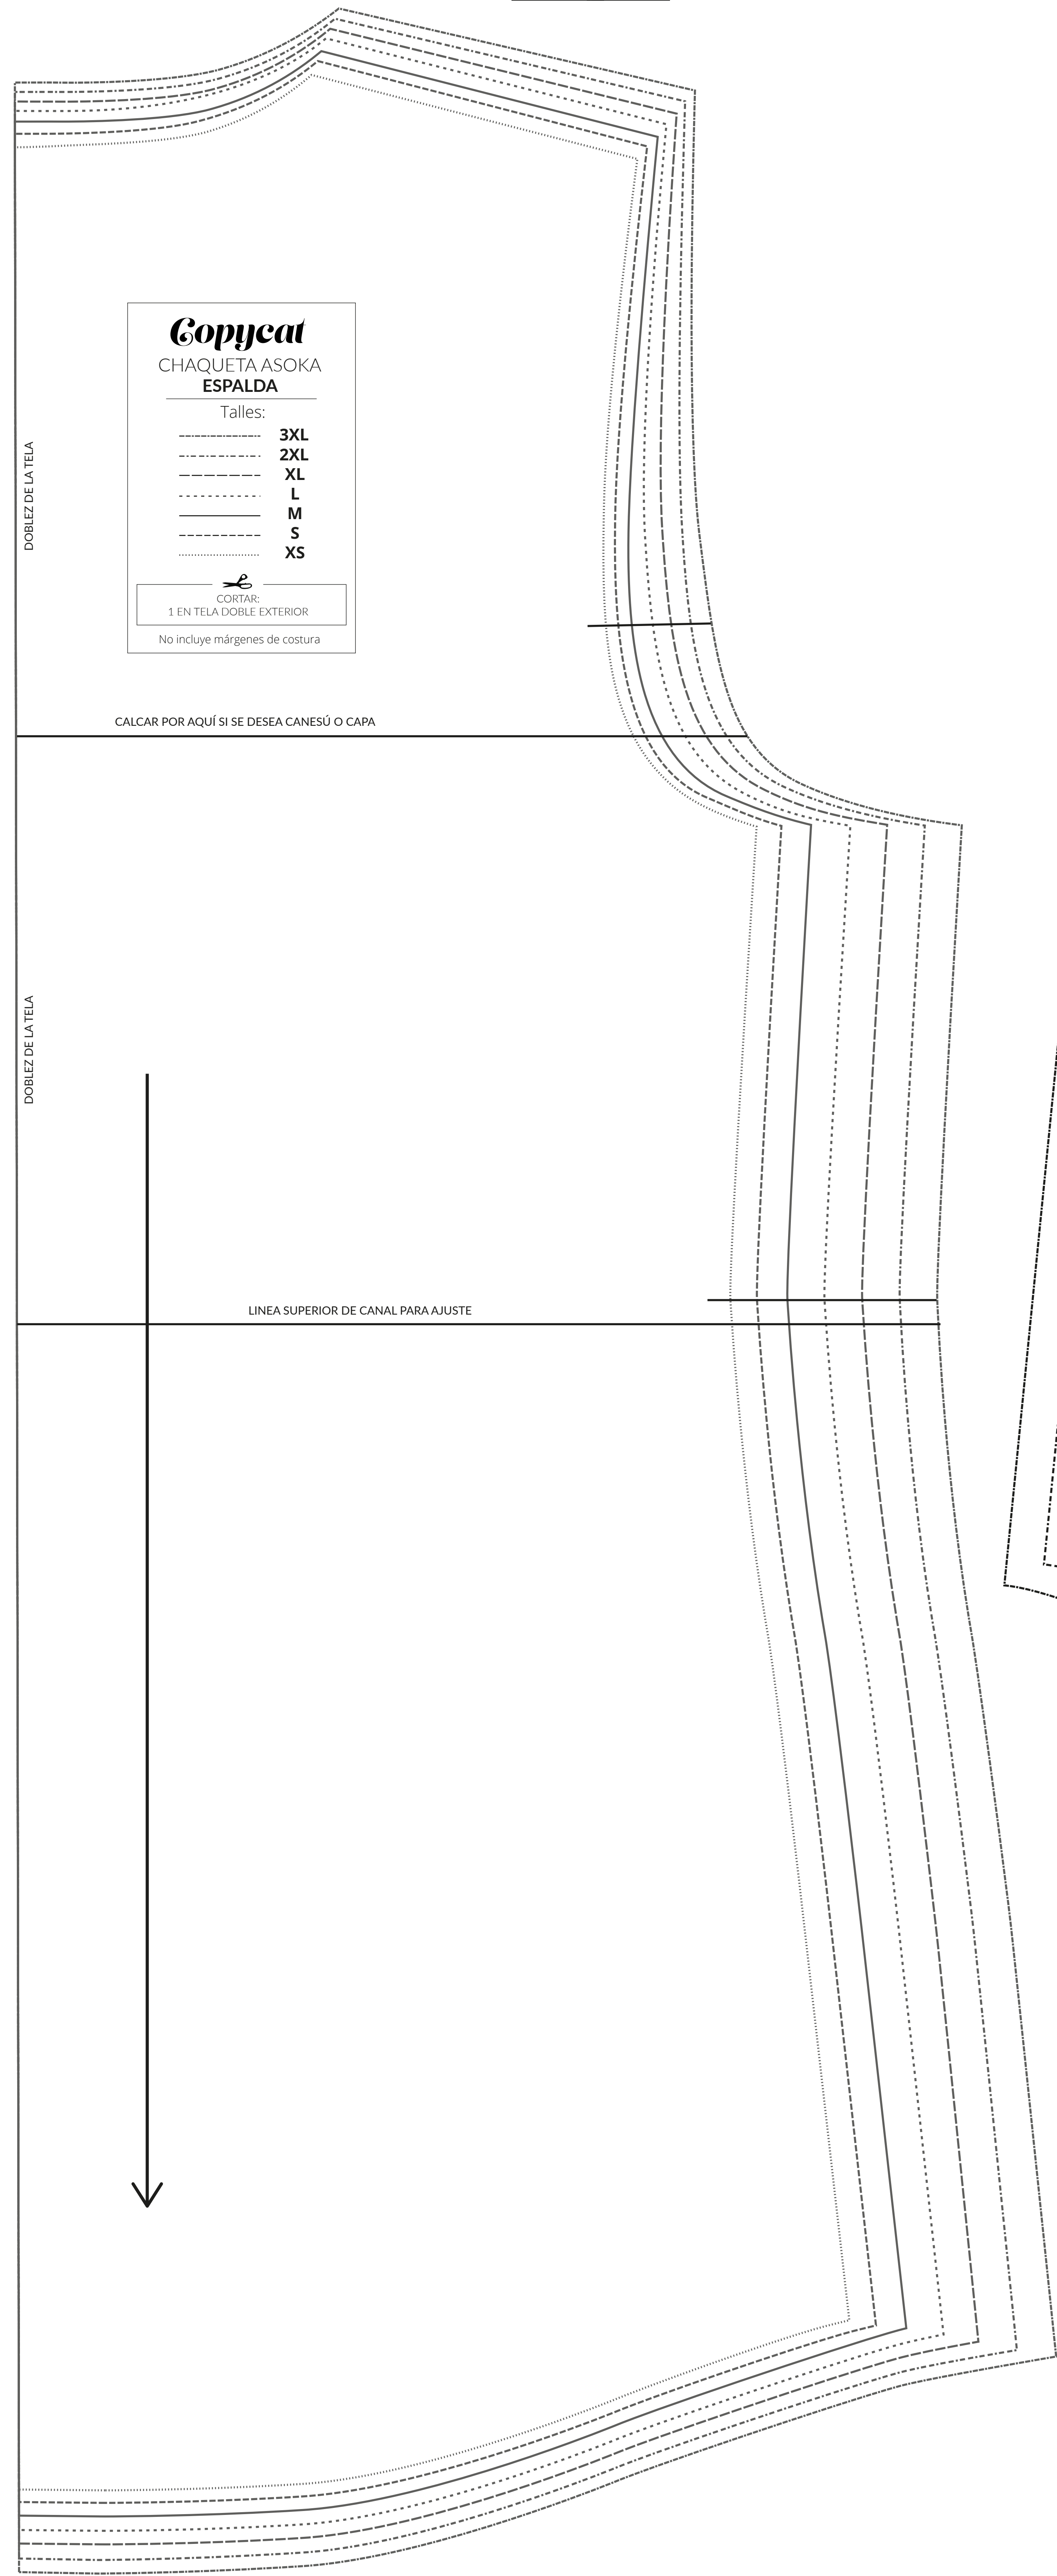 Copycat
CHAQUETA ASOKA
ESPALDA
Talles:
3XL
2XL
XL
L
M
S
XS
CORTAR:
1 EN TELA DOBLE EXTERIOR
No incluye márgenes de costura
DOBLEZ DE LA TELA
CALCAR POR AQUÍ SI SE DESEA CANESÚ O CAPA
DOBLEZ DE LA TELA
LINEA SUPERIOR DE CANAL PARA AJUSTE